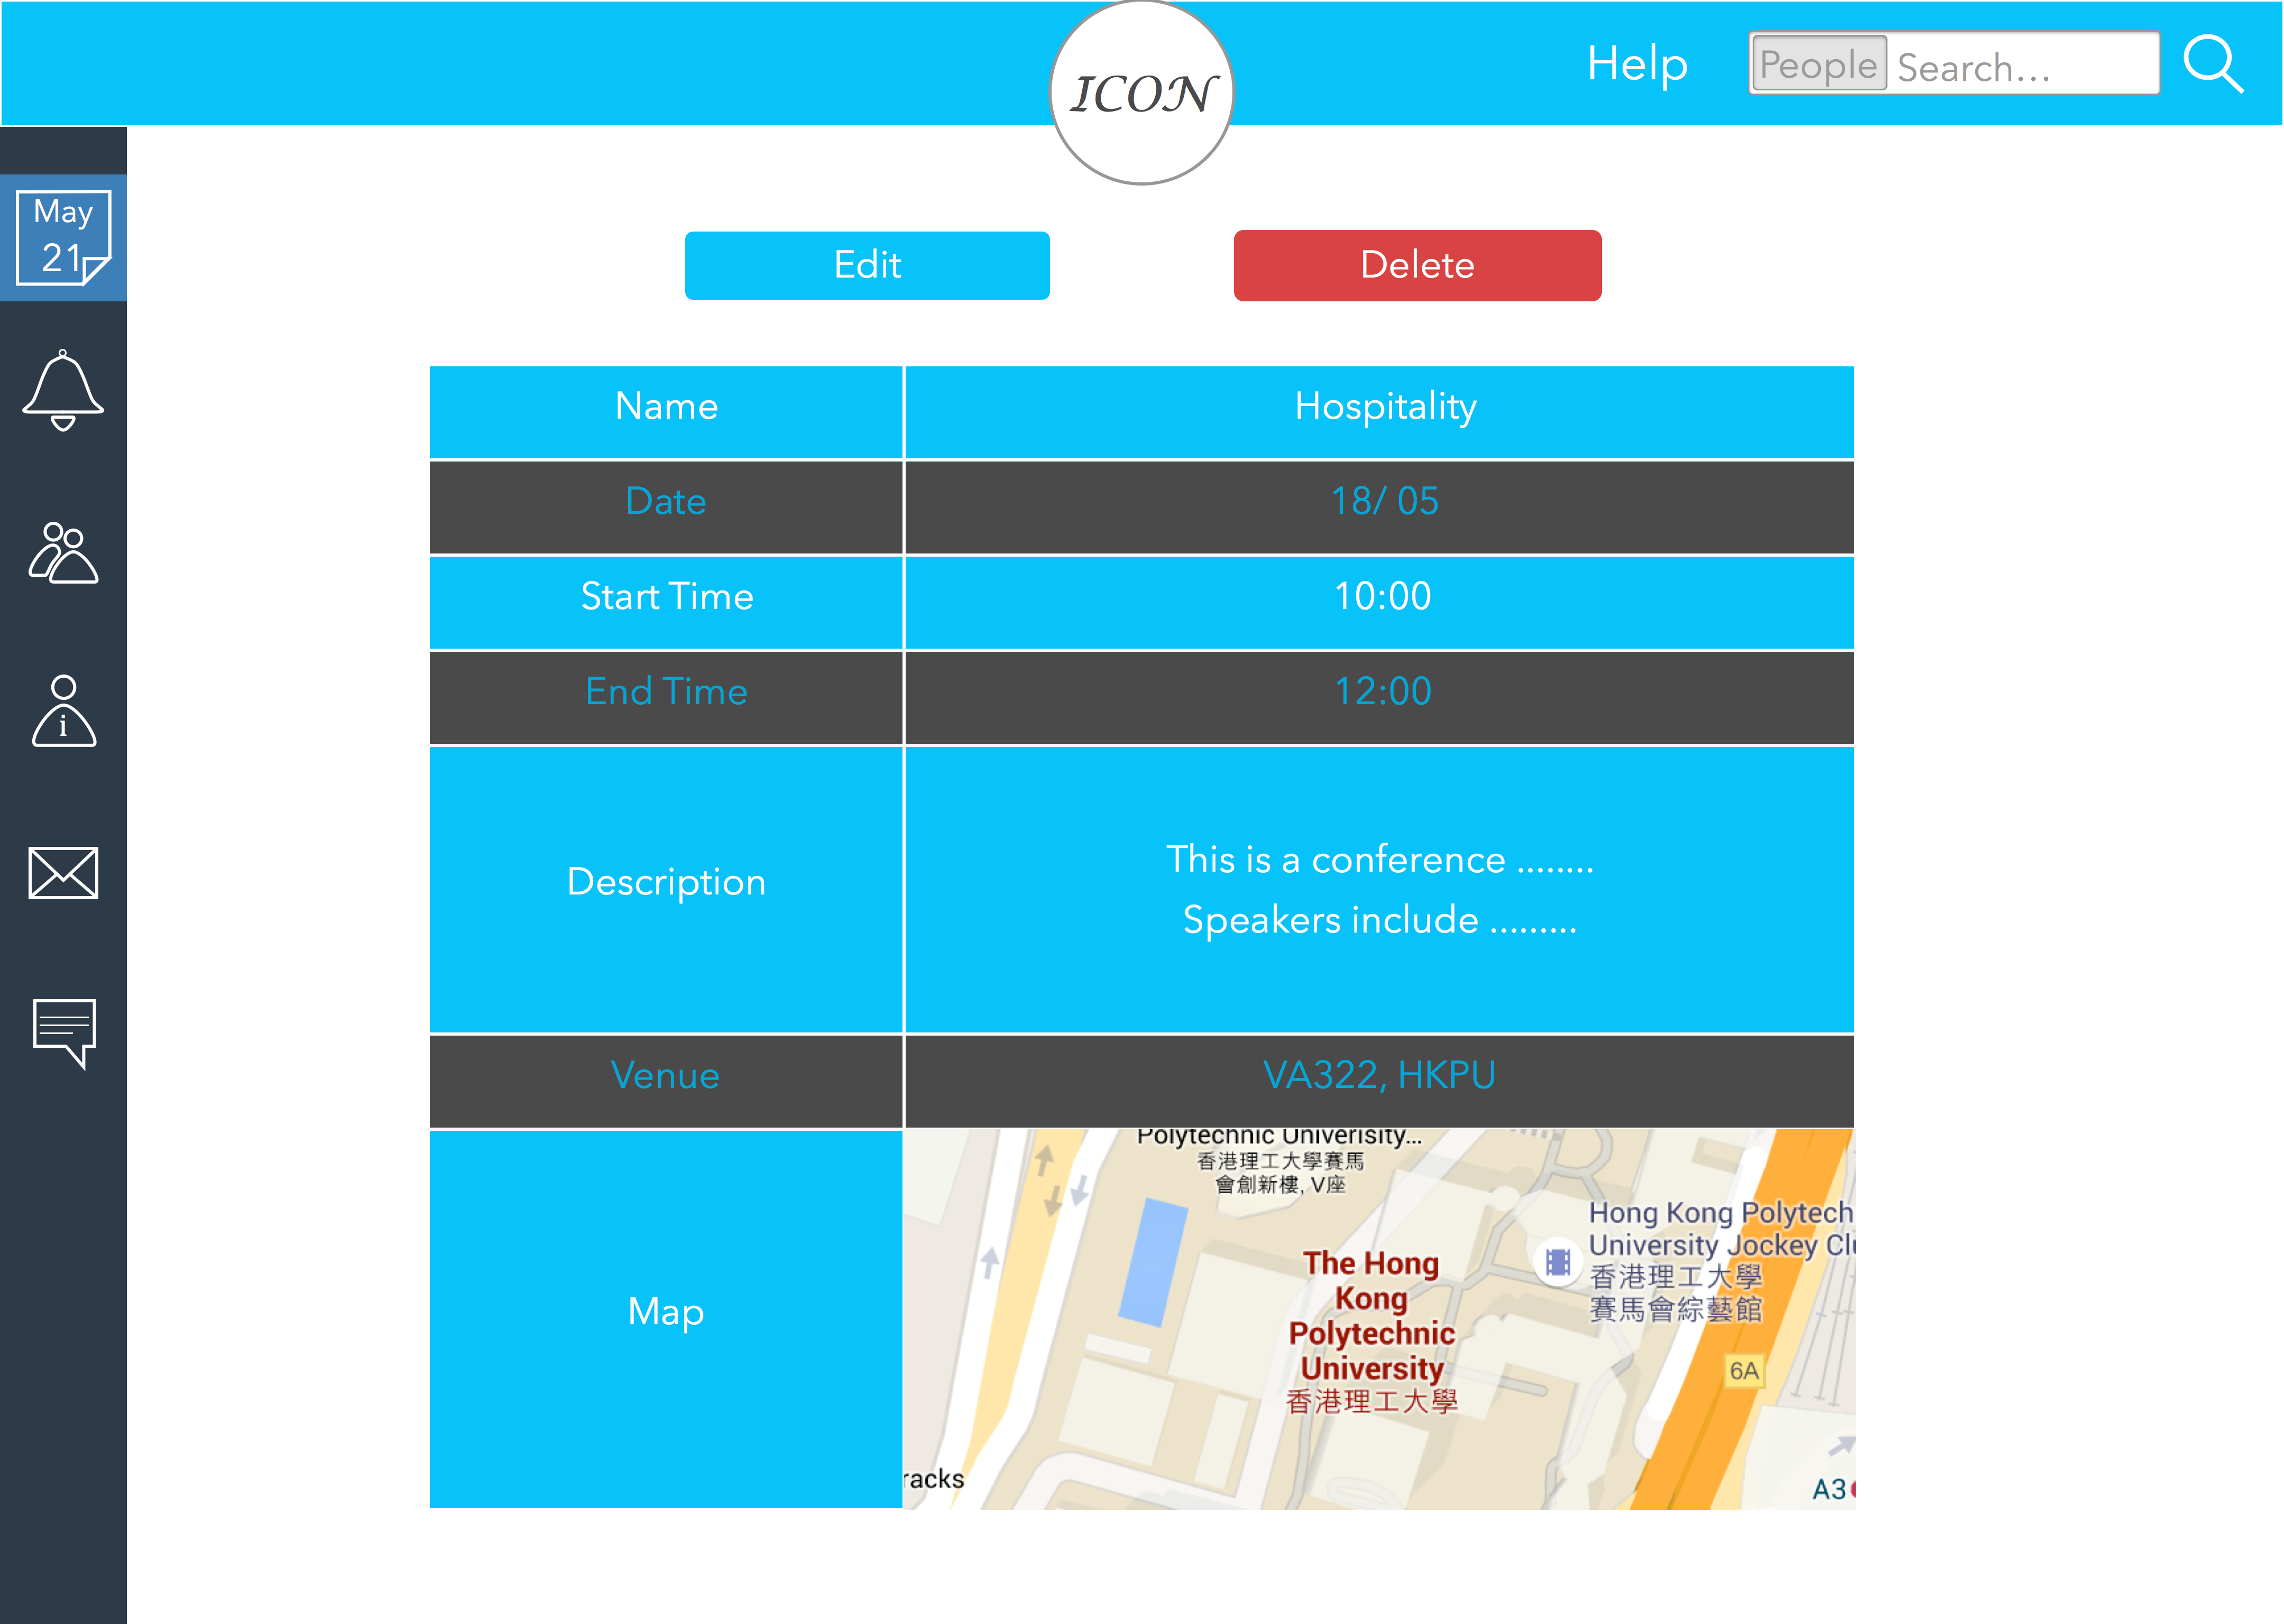 ICON
Help
People Search...
May
21
Edit
Delete
Name Hospitality
Date 18/ 05
Start Time 10:00
End Time 12:00
Description
This is a conference ........
Speakers include .........
Venue VA322, HKPU
Map
Polytechnic Univerisity...
香港理工大學賽馬
會創新樓, V座
Hong Kong Polytech
University Jockey Clu
香港理工大學
賽馬會綜藝館
The Hong
Kong
Polytechnic
University
香港理工大學
6A
racks
A3
i